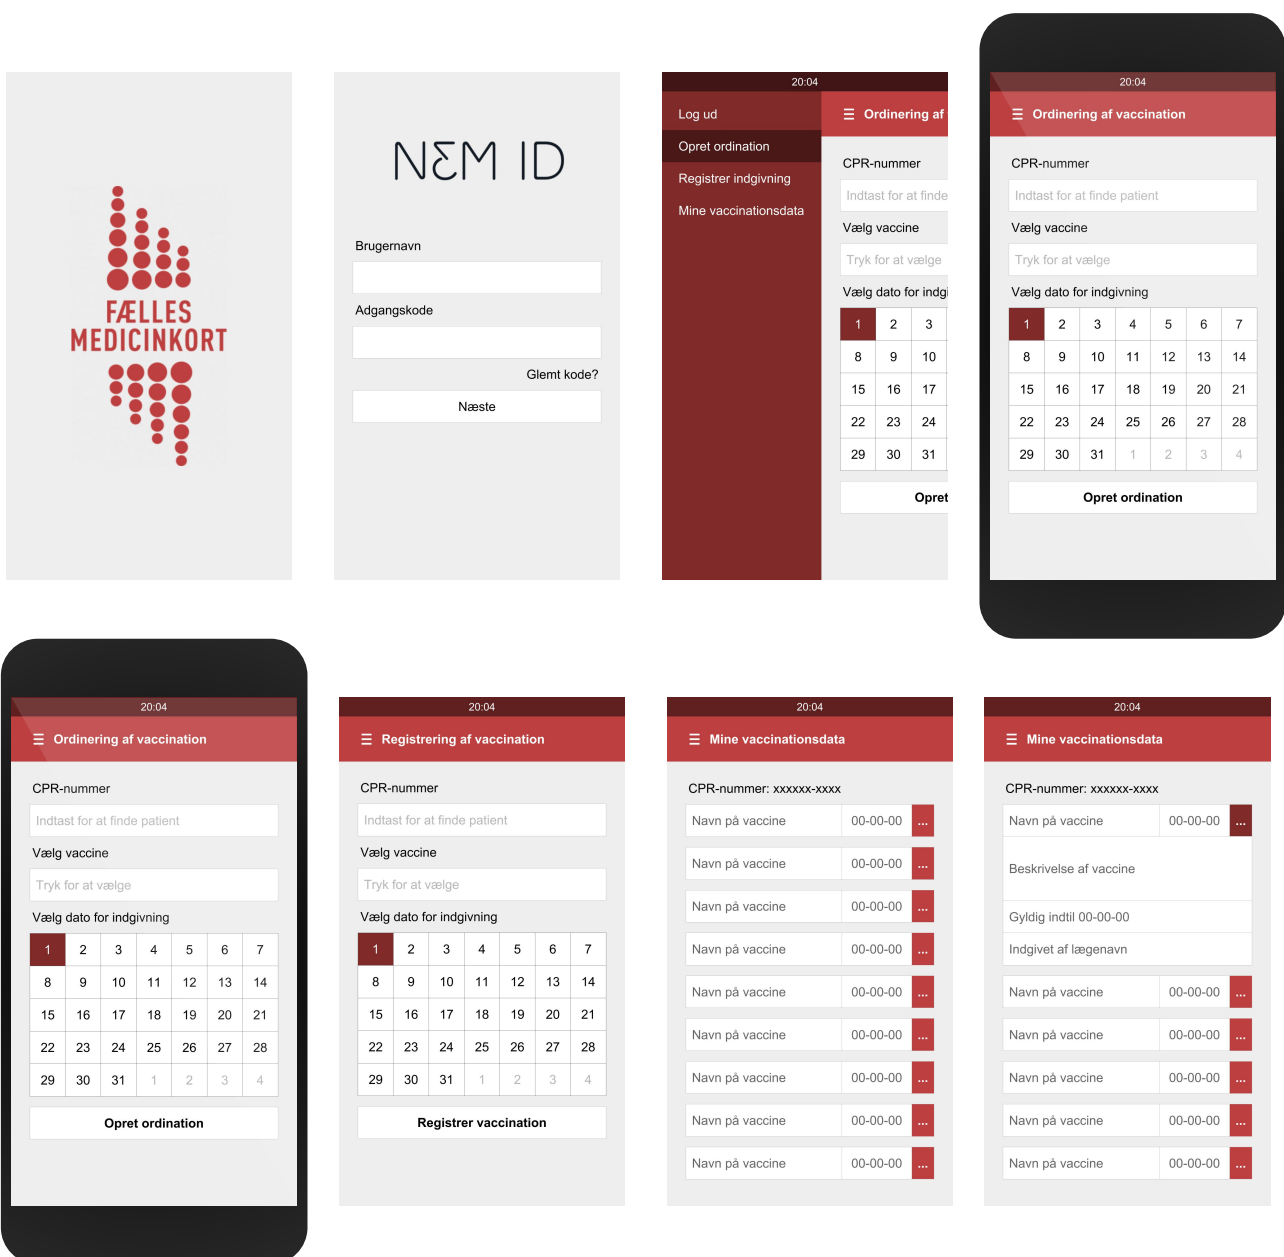 FÆLLES
MEDICINKORT
NEM ID
Brugernavn
Adgangskode
Glemt kode?
Næste
20:04
Log ud
Opret ordination
Registrer indgivning
Mine vaccinationsdata
Ordinering af
CPR-nummer
Indtast for at finde
Vælg vaccine
Tryk for at vælge
Vælg dato for indgi
1 2 3
8 9 10
15 16 17
22 23 24
29 30 31
Opret
20:04
Ordinering af vaccination
CPR-nummer
Indtast for at finde patient
Vælg vaccine
Tryk for at vælge
Vælg dato for indgivning
1 2 3 4 5 6 7
8 9 10 11 12 13 14
15 16 17 18 19 20 21
22 23 24 25 26 27 28
29 30 31 1 2 3 4
Opret ordination
20:04
Ordinering af vaccination
CPR-nummer
Indtast for at finde patient
Vælg vaccine
Tryk for at vælge
Vælg dato for indgivning
1 2 3 4 5 6 7
8 9 10 11 12 13 14
15 16 17 18 19 20 21
22 23 24 25 26 27 28
29 30 31 1 2 3 4
Opret ordination
20:04
Registrering af vaccination
CPR-nummer
Indtast for at finde patient
Vælg vaccine
Tryk for at vælge
Vælg dato for indgivning
1 2 3 4 5 6 7
8 9 10 11 12 13 14
15 16 17 18 19 20 21
22 23 24 25 26 27 28
29 30 31 1 2 3 4
Registrer vaccination
20:04
Mine vaccinationsdata
CPR-nummer: xxxxxx-xxxx
Navn på vaccine 00-00-00 ...
Navn på vaccine 00-00-00 ...
Navn på vaccine 00-00-00 ...
Navn på vaccine 00-00-00 ...
Navn på vaccine 00-00-00 ...
Navn på vaccine 00-00-00 ...
Navn på vaccine 00-00-00 ...
Navn på vaccine 00-00-00 ...
Navn på vaccine 00-00-00 ...
20:04
Mine vaccinationsdata
CPR-nummer: xxxxxx-xxxx
Navn på vaccine 00-00-00 ...
Beskrivelse af vaccine
Gyldig indtil 00-00-00
Indgivet af lægenavn
Navn på vaccine 00-00-00 ...
Navn på vaccine 00-00-00 ...
Navn på vaccine 00-00-00 ...
Navn på vaccine 00-00-00 ...
Navn på vaccine 00-00-00 ...